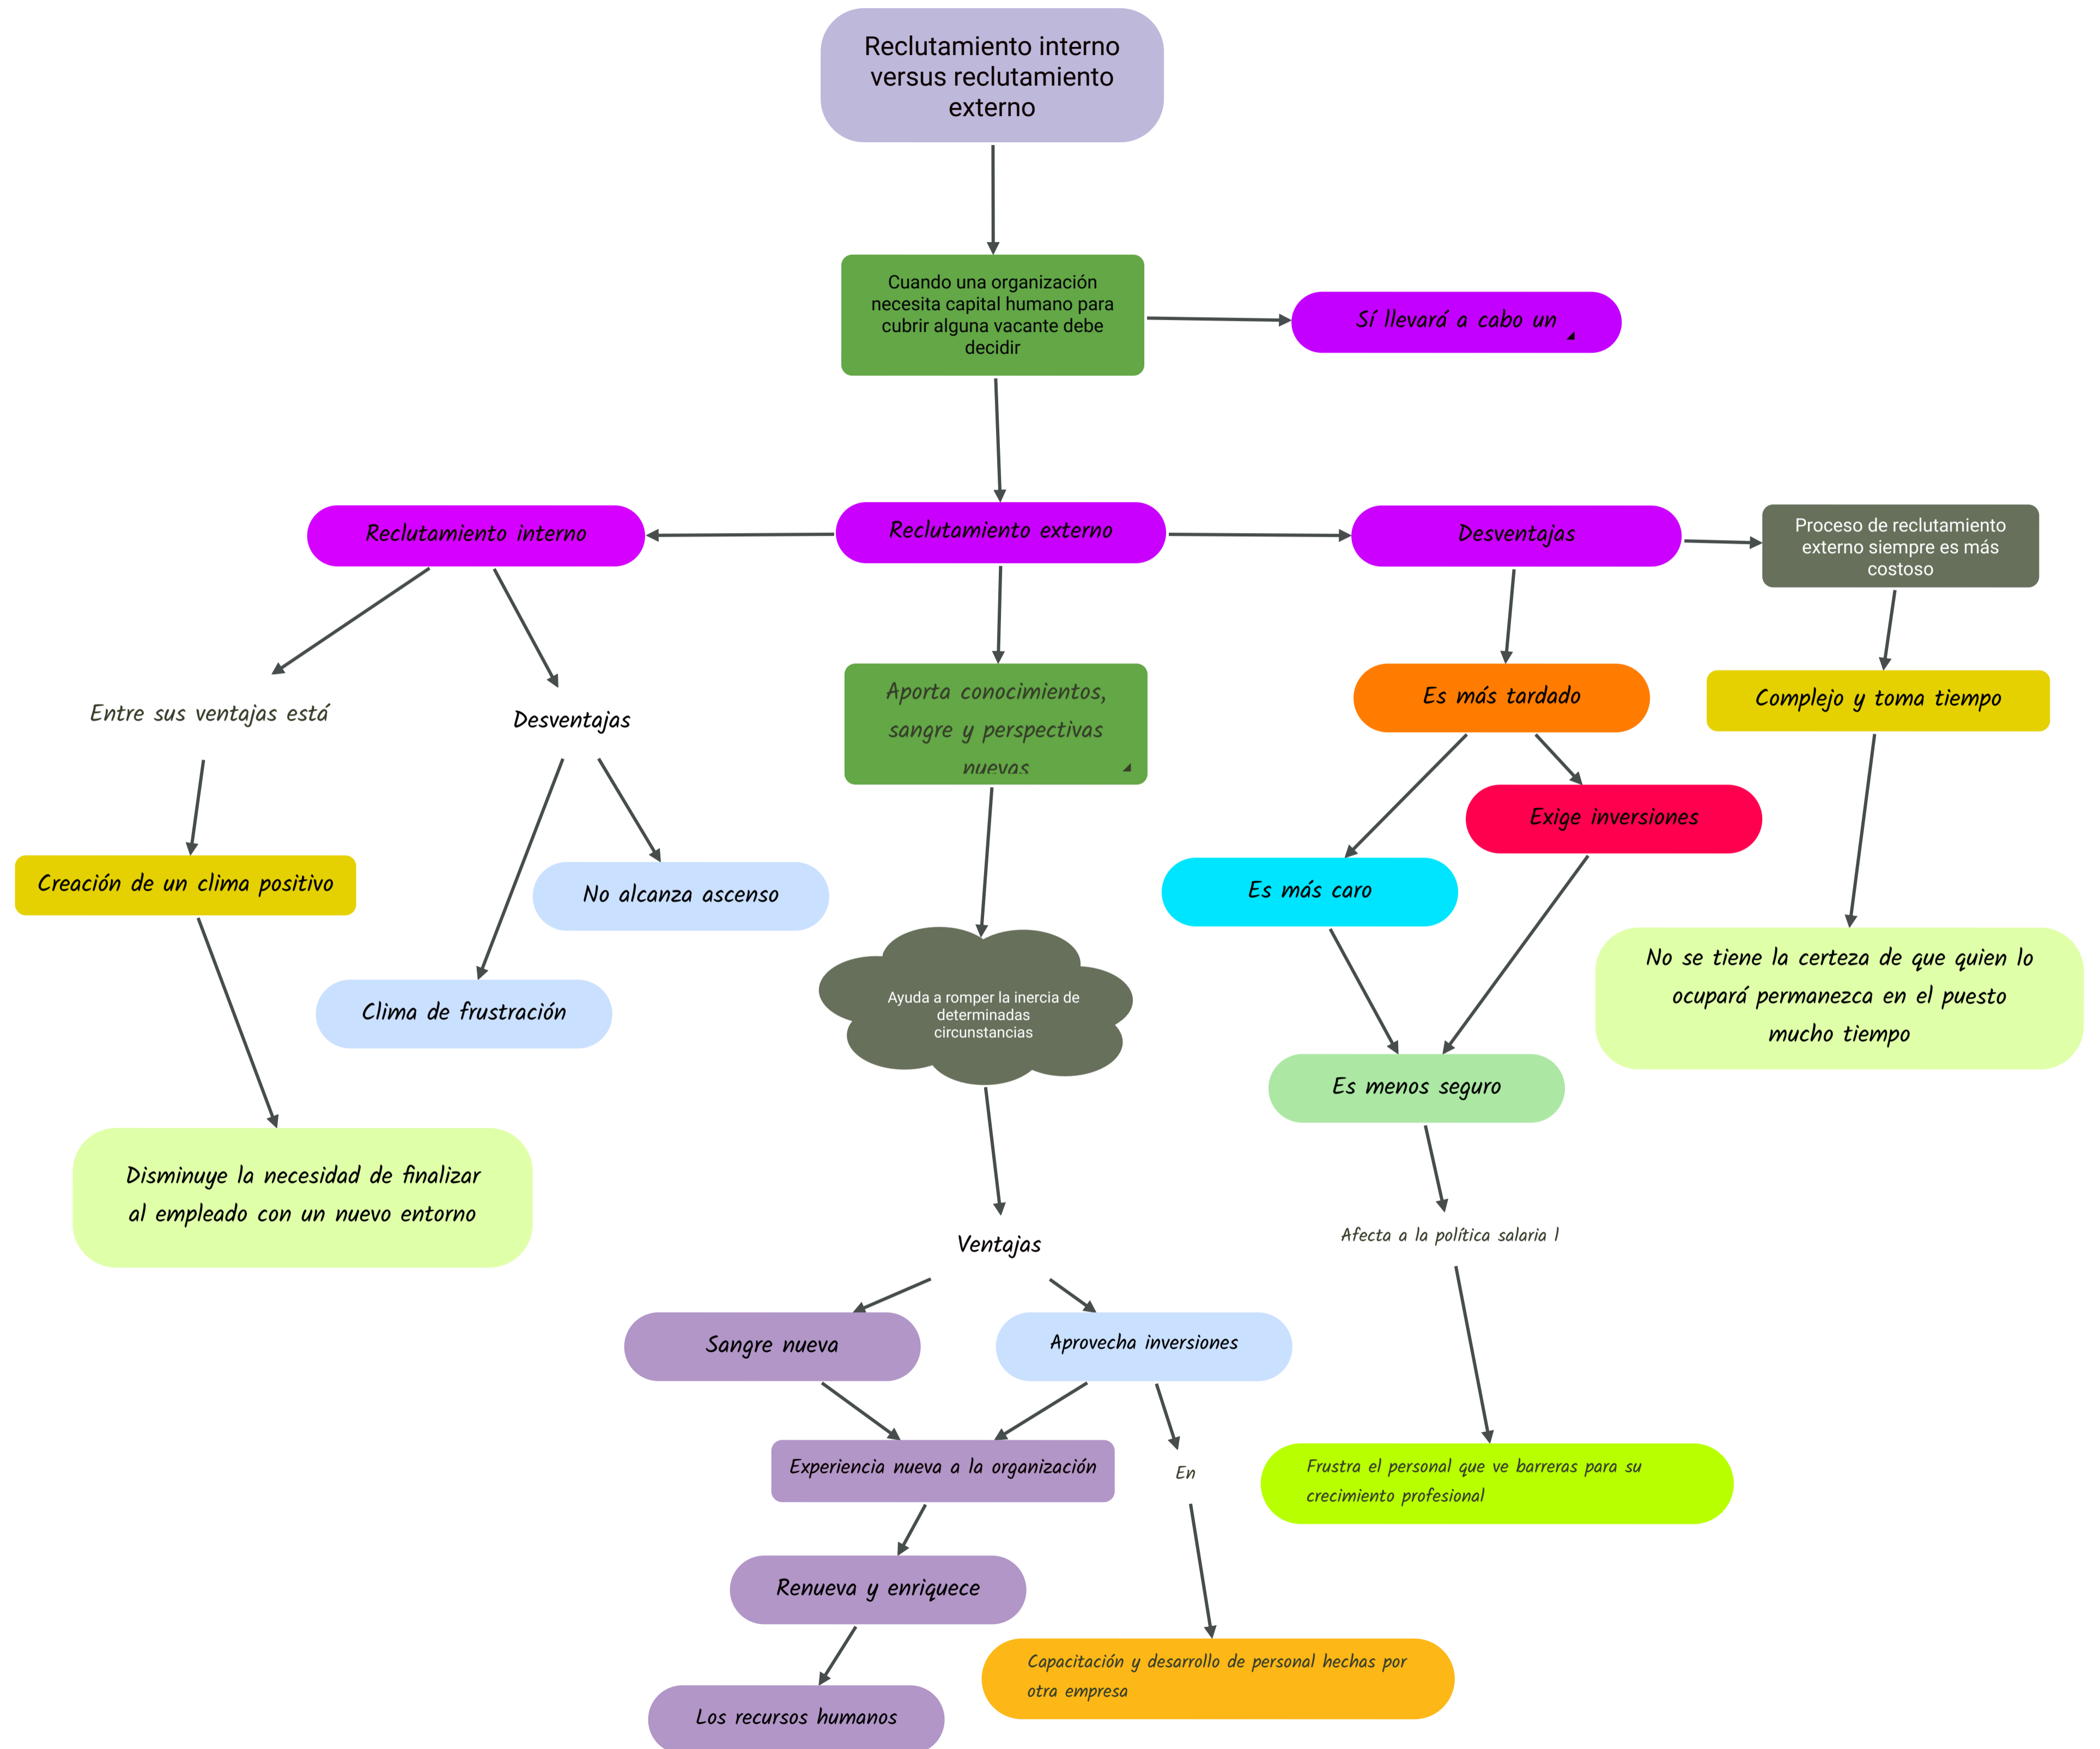 Reclutamiento interno
versus reclutamiento
externo
Cuando una organización
necesita capital humano para
cubrir alguna vacante debe
decidir
Sí llevará a cabo un
Reclutamiento interno
Reclutamiento externo
Desventajas
Proceso de reclutamiento
externo siempre es más
costoso
Entre sus ventajas está
Desventajas
Aporta conocimientos,
sangre y perspectivas
nuevas
Es más tardado
Complejo y toma tiempo
Exige inversiones
Creación de un clima positivo
No alcanza ascenso
Es más caro
Clima de frustración
Ayuda a romper la inercia de
determinadas
circunstancias
No se tiene la certeza de que quien lo
ocupará permanezca en el puesto
mucho tiempo
Es menos seguro
Disminuye la necesidad de finalizar
al empleado con un nuevo entorno
Ventajas
Afecta a la política salaria l
Sangre nueva
Aprovecha inversiones
Experiencia nueva a la organización
En
Frustra el personal que ve barreras para su
crecimiento profesional
Renueva y enriquece
Capacitación y desarrollo de personal hechas por
otra empresa
Los recursos humanos